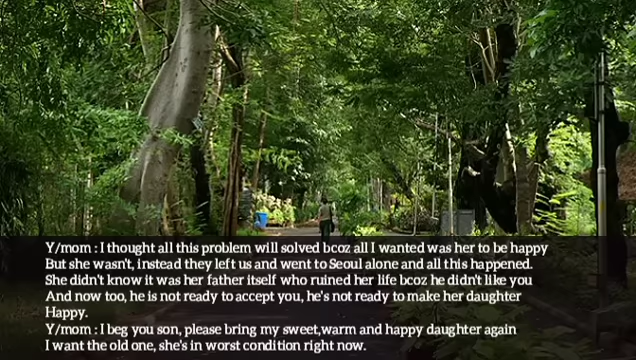 Y/mom : I thought all this problem will solved bcoz all I wanted was her to be happy
But she wasn't, instead they left us and went to Seoul alone and all this happened.
She didn't know it was her father itself who ruined her life bcoz he didn't like you
And now too, he is not ready to accept you, he's not ready to make her daughter
Happy.
Y/mom : I beg you son, please bring my sweet,warm and happy daughter again
I want the old one, she's in worst condition right now.